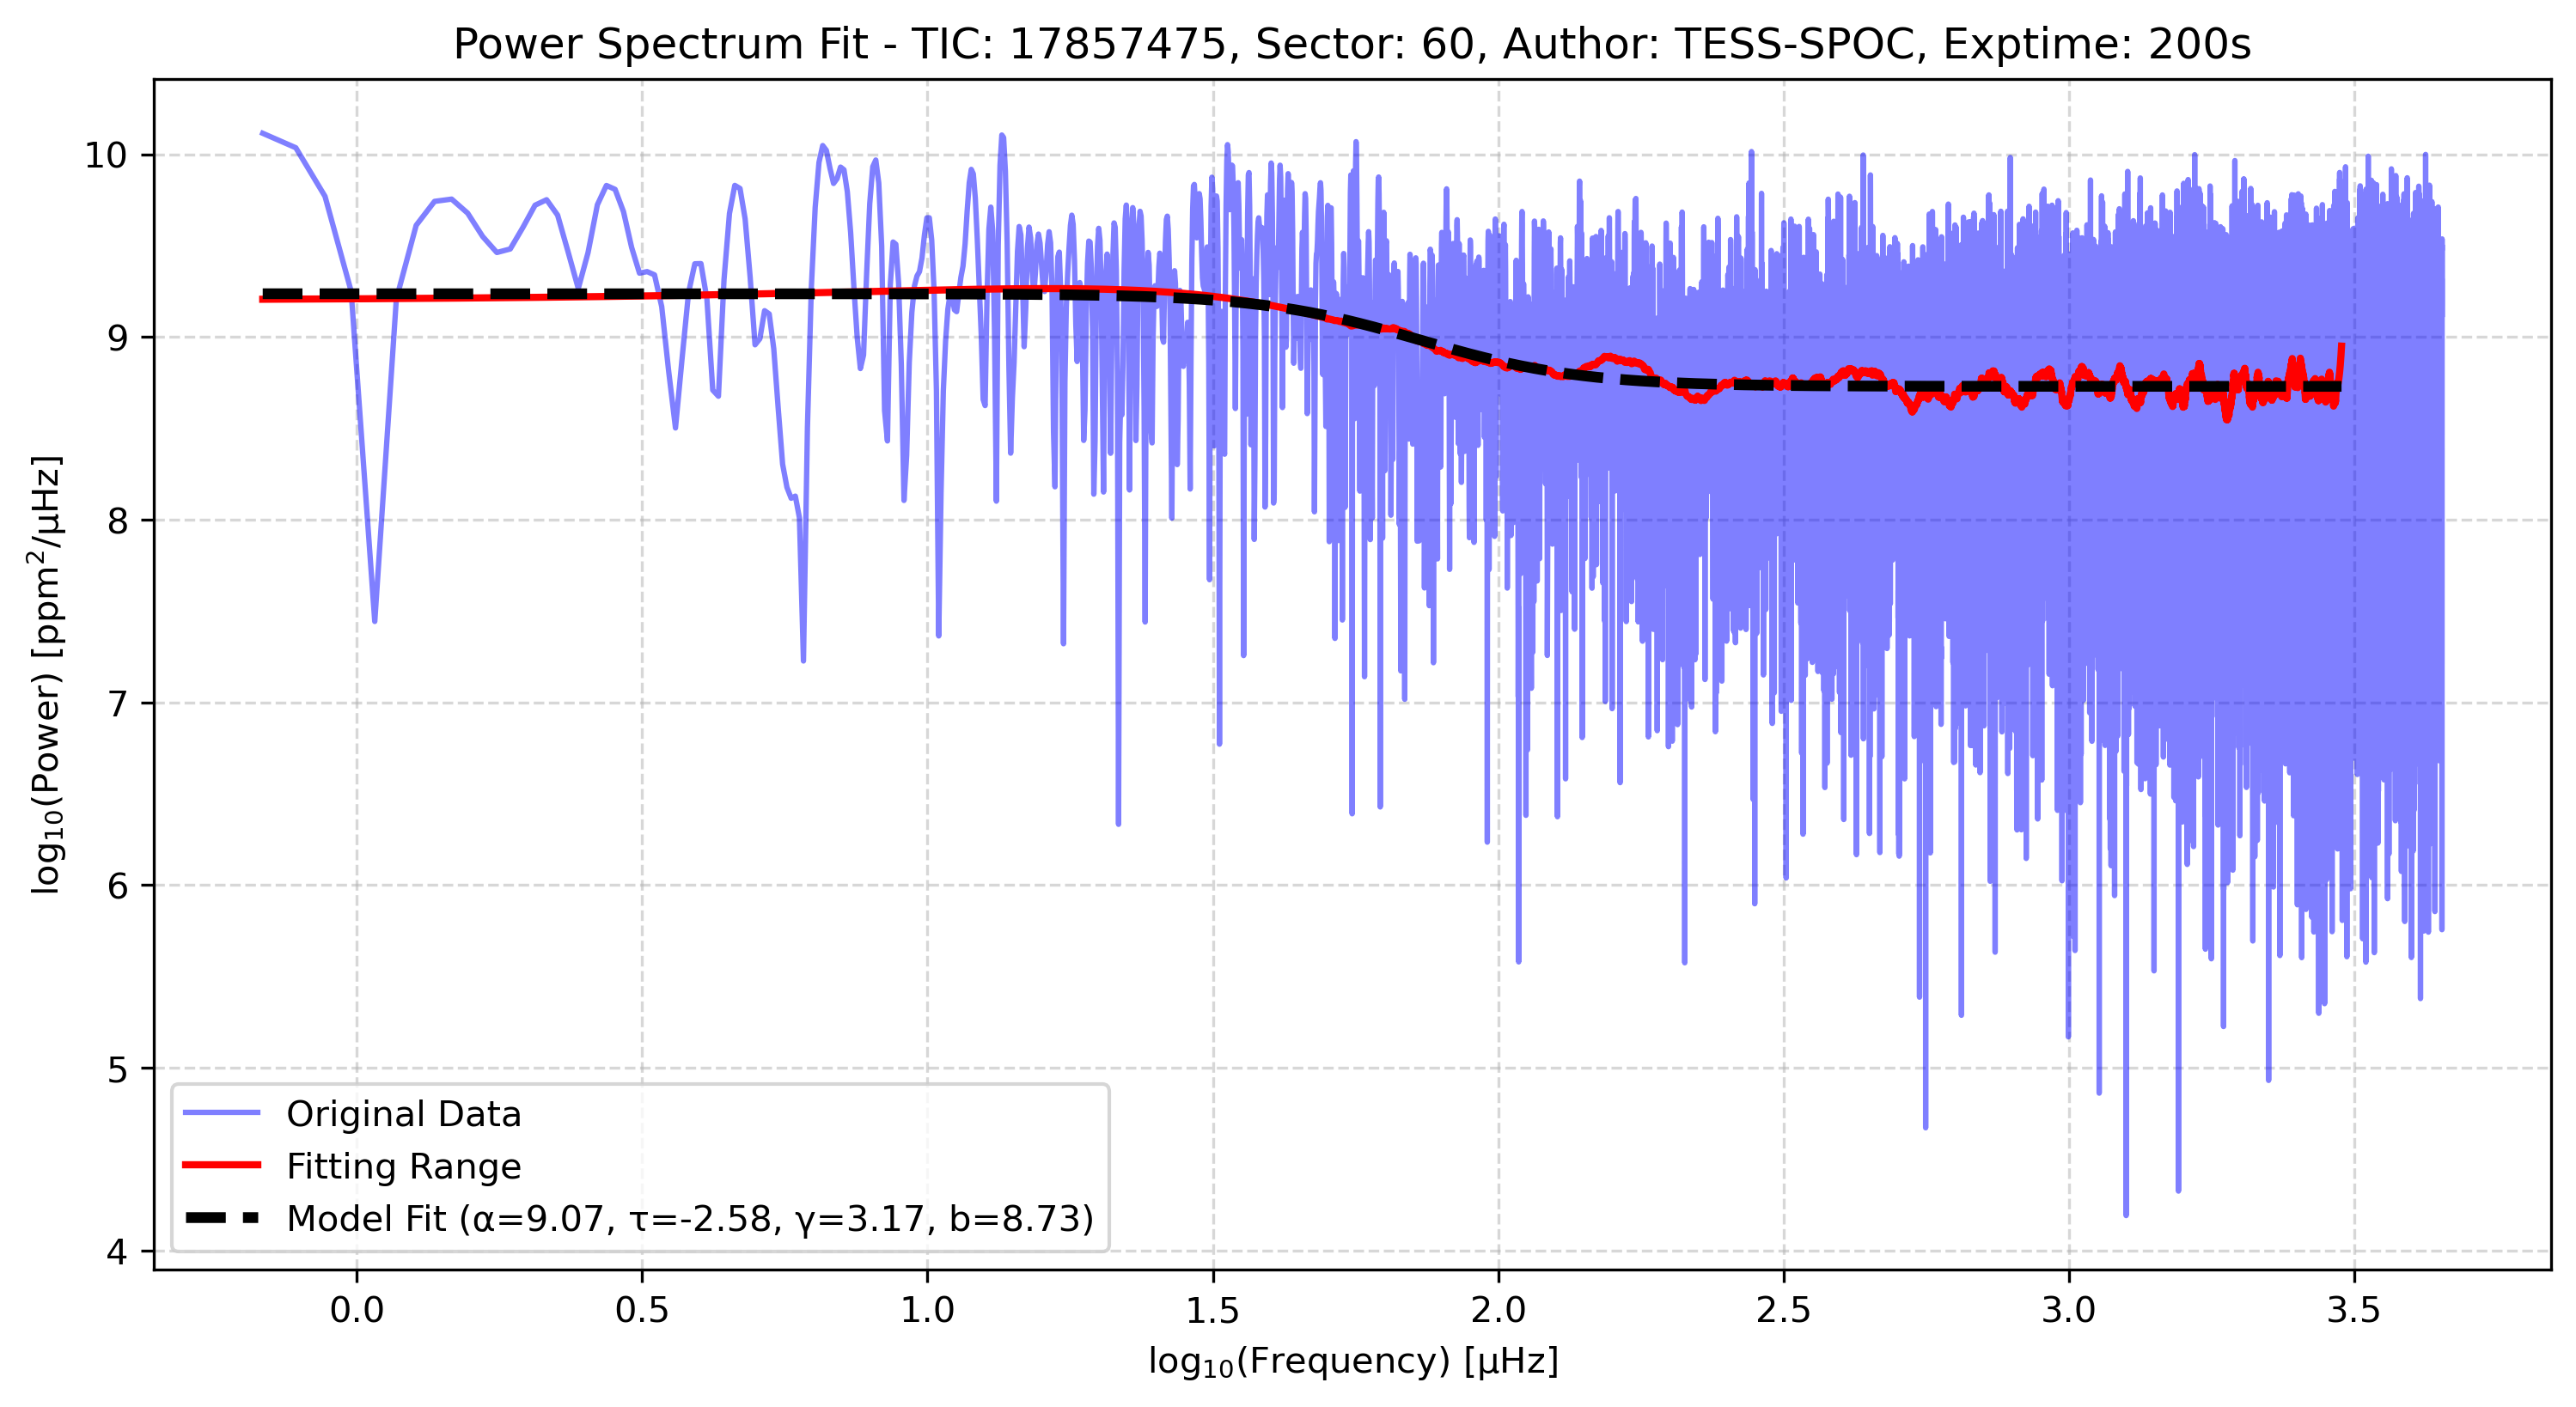 Power Spectrum Fit - TIC: 17857475, Sector: 60, Author: TESS-SPOC, Exptime: 200s
log₁₀(Power) [ppm²/μHz]
10
9
8
7
6
5
4
Original Data
Fitting Range
Model Fit (α=9.07, τ=-2.58, γ=3.17, b=8.73)
0.0 0.5 1.0 1.5 2.0 2.5 3.0 3.5
log₁₀(Frequency) [μHz]